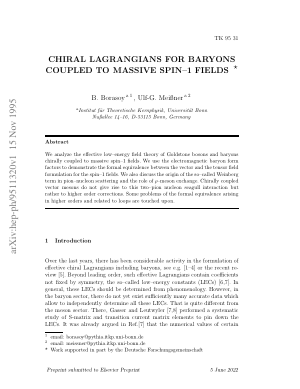 TK 95 31
CHIRAL LAGRANGIANS FOR BARYONS
COUPLED TO MASSIVE SPIN–1 FIELDS ⋆
B. Borasoy a,1, Ulf-G. Meißner a,2
a Institut für Theoretische Kernphysik, Universität Bonn
Nußallee 14-16, D-53115 Bonn, Germany
Abstract
We analyze the effective low–energy field theory of Goldstone bosons and baryons
chirally coupled to massive spin–1 fields. We use the electromagnetic baryon form
factors to demonstrate the formal equivalence between the vector and the tensor field
formulation for the spin–1 fields. We also discuss the origin of the so–called Weinberg
term in pion–nucleon scattering and the role of ρ–meson exchange. Chirally coupled
vector mesons do not give rise to this two–pion nucleon seagull interaction but
rather to higher order corrections. Some problems of the formal equivalence arising
in higher orders and related to loops are touched upon.
1 Introduction
Over the last years, there has been considerable activity in the formulation of
effective chiral Lagrangians including baryons, see e.g. [1–4] or the recent re-
view [5]. Beyond leading order, such effective Lagrangians contain coefficients
not fixed by symmetry, the so–called low–energy constants (LECs) [6,7]. In
general, these LECs should be determined from phenomenology. However, in
the baryon sector, there do not yet exist sufficiently many accurate data which
allow to independently determine all these LECs. That is quite different from
the meson sector. There, Gasser and Leutwyler [7,8] performed a systematic
study of S-matrix and transition current matrix elements to pin down the
LECs. It was already argued in Ref.[7] that the numerical values of certain
1 email: borasoy@pythia.itkp.uni-bonn.de
2 email: meissner@pythia.itkp.uni-bonn.de
⋆ Work supported in part by the Deutsche Forschungsgemeinschaft
Preprint submitted to Elsevier Preprint 5 June 2022
arXiv:hep-ph/9511320v1 15 Nov 1995